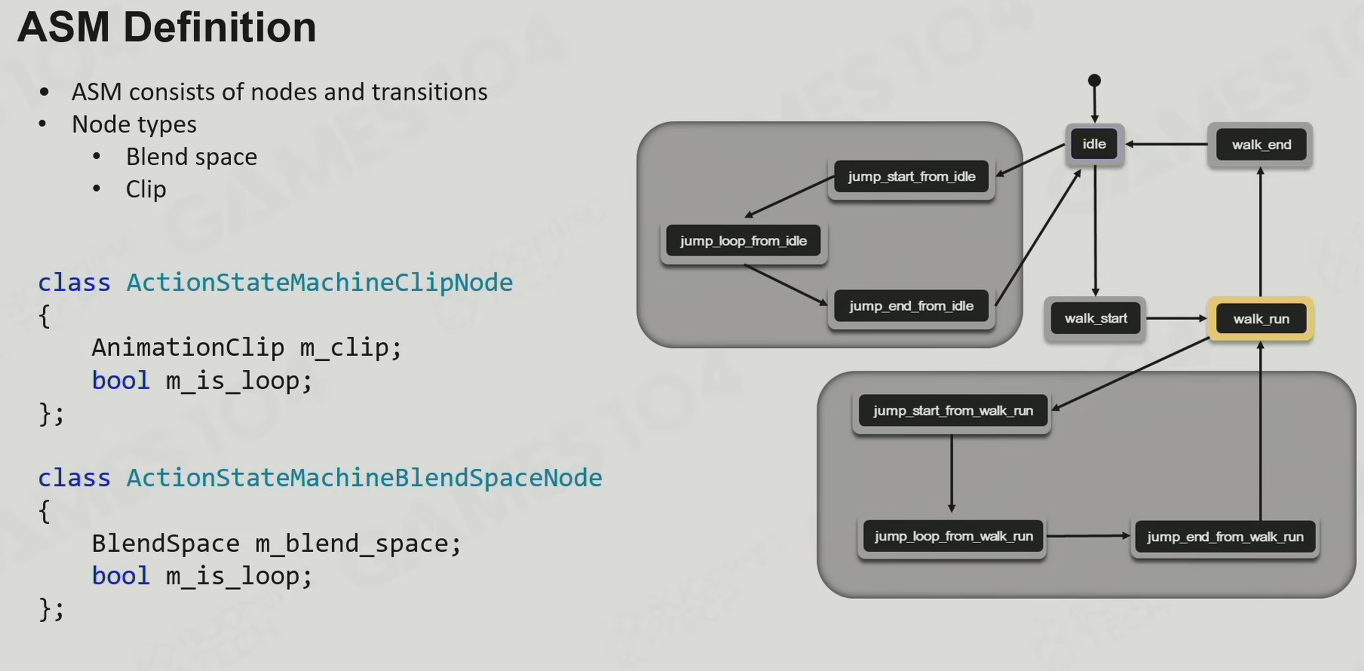 ASM Definition
• ASM consists of nodes and transitions
• Node types
• Blend space
• Clip
class ActionStateMachineClipNode
{
AnimationClip m_clip;
bool m_is_loop;
};
class ActionStateMachineBlendSpaceNode
{
BlendSpace m_blend_space;
bool m_is_loop;
};
idle
walk_end
jump_start_from_idle
jump_loop_from_idle
jump_end_from_idle
walk_start
walk_run
jump_start_from_walk_run
jump_loop_from_walk_run
jump_end_from_walk_run
GAMES104